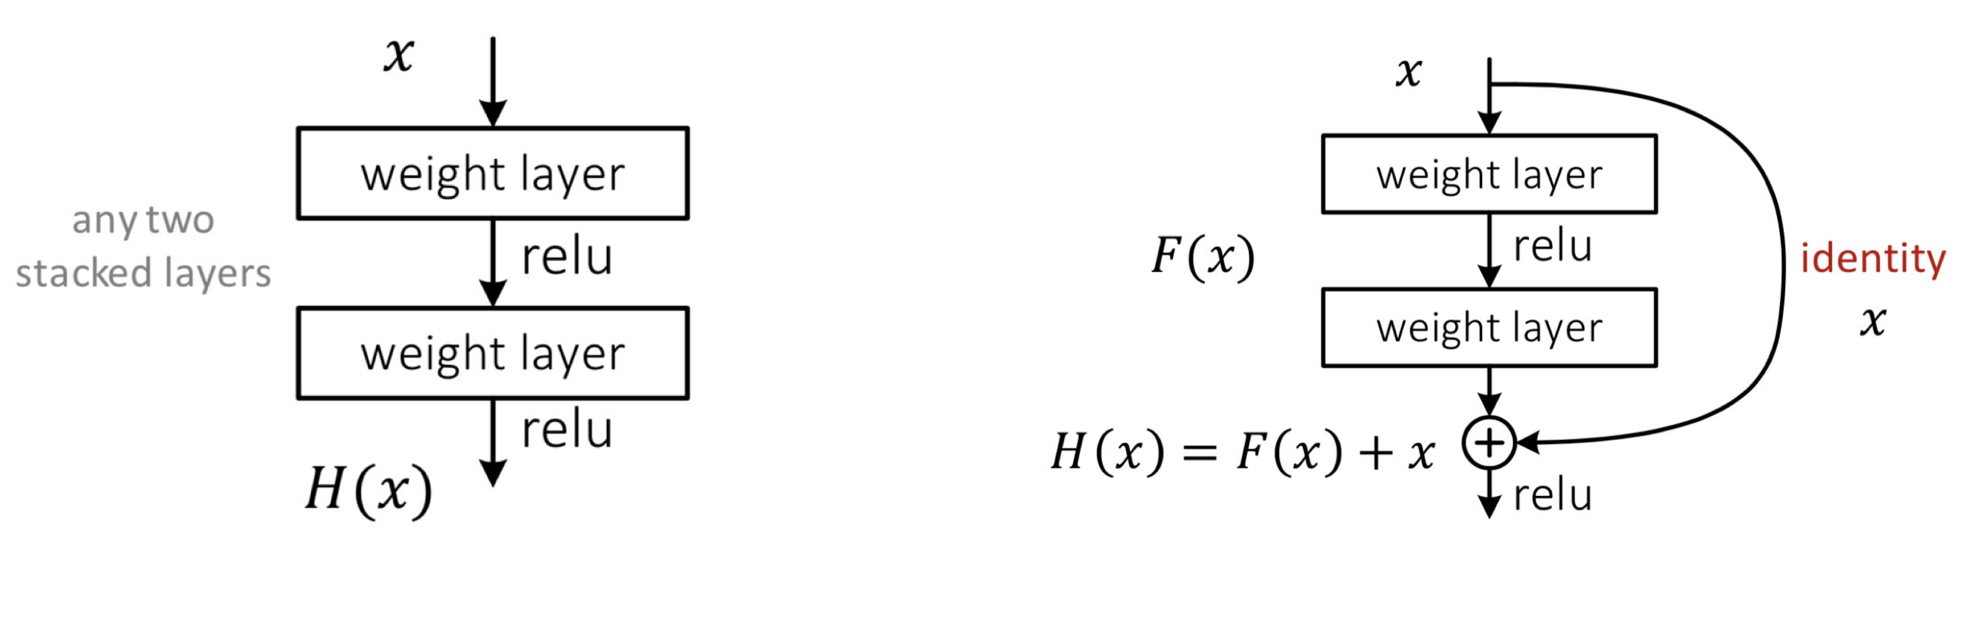 x
weight layer
any two
stacked layers
relu
weight layer
relu
H(x)
x
weight layer
F(x)
relu
identity
x
weight layer
H(x) = F(x) + x
+
relu